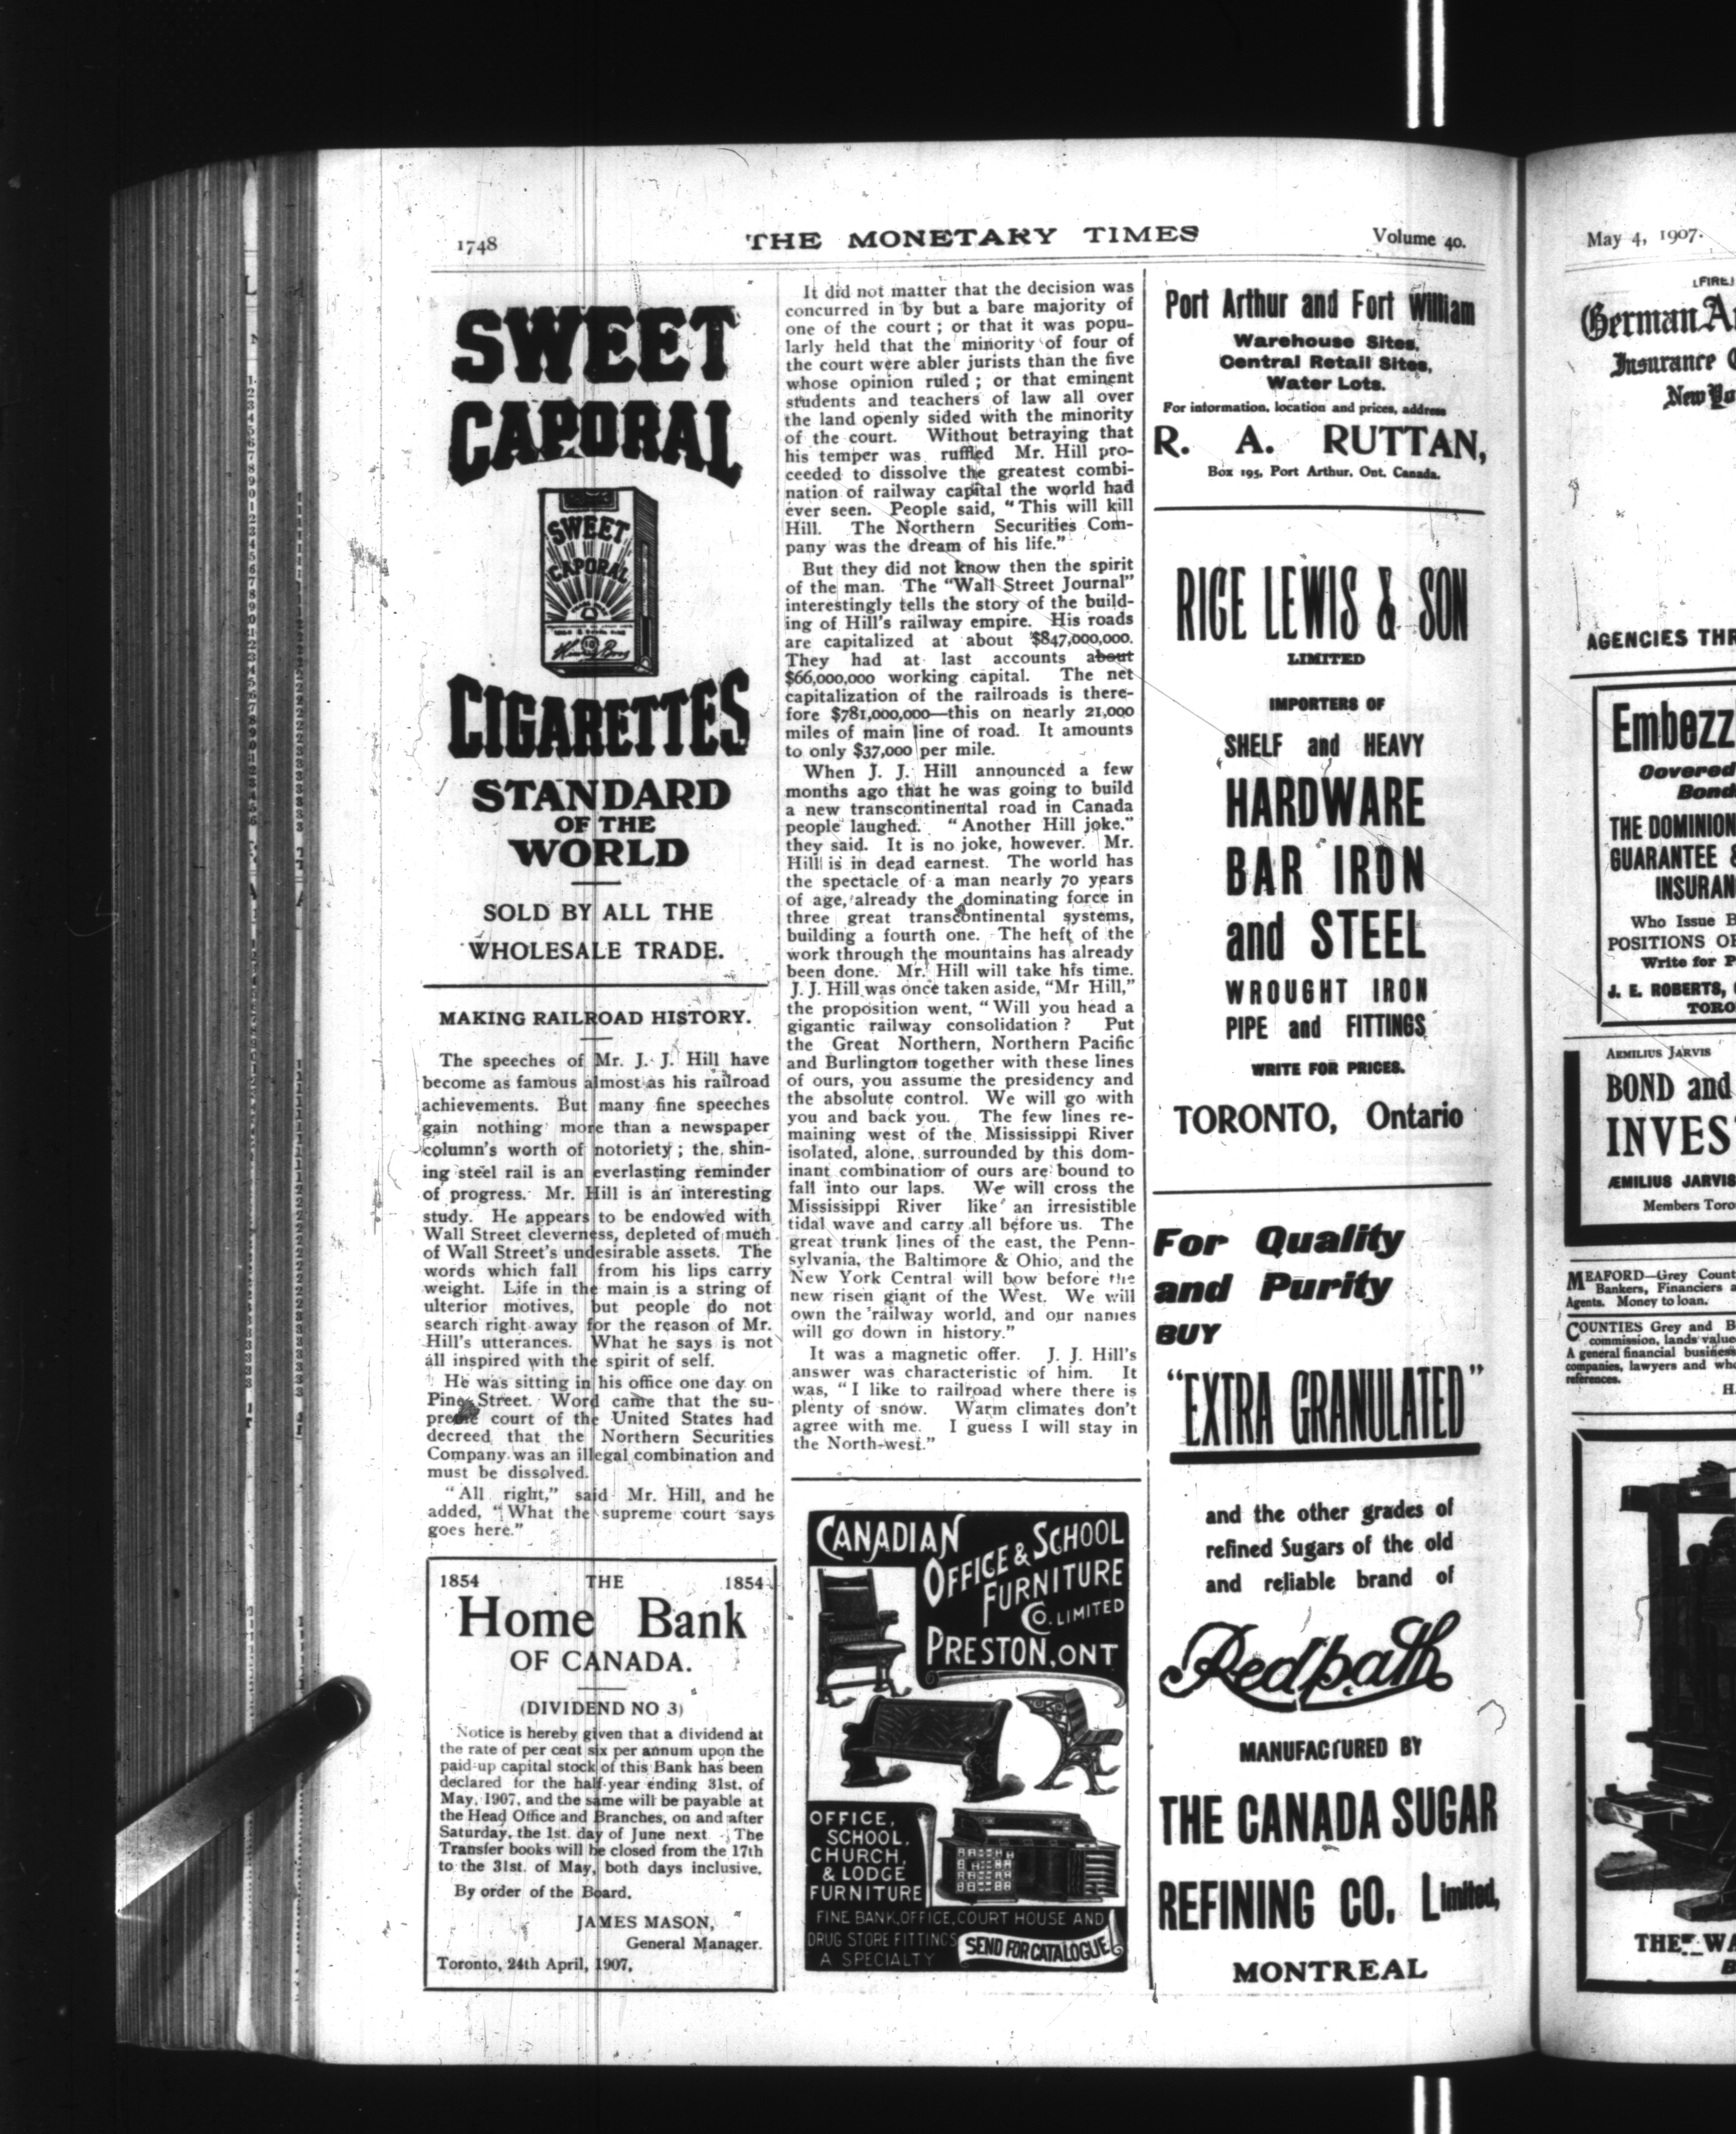 1748
THE MONETARY TIMES
Volume 40.
SWEET
CAPORAL
SWEET
CAPORAL
CIGARETTES
STANDARD
OF THE
WORLD
SOLD BY ALL THE
WHOLESALE TRADE.
MAKING RAILROAD HISTORY.
The speeches of Mr. J. J. Hill have
become as famous almost as his railroad
achievements. But many fine speeches
gain nothing more than a newspaper
column's worth of notoriety; the shin-
ing steel rail is an everlasting reminder
of progress. Mr. Hill is an interesting
study. He appears to be endowed with
Wall Street cleverness, depleted of much
of Wall Street's undesirable assets. The
words which fall from his lips carry
weight. Life in the main is a string of
ulterior motives, but people do not
search right away for the reason of Mr.
Hill's utterances. What he says is not
all inspired with the spirit of self.
He was sitting in his office one day on
Pine Street. Word came that the su-
preme court of the United States had
decreed that the Northern Securities
Company was an illegal combination and
must be dissolved.
"All right," said Mr. Hill, and he
added, "What the supreme court says
goes here."
1854 THE 1854
Home Bank
OF CANADA.
(DIVIDEND NO 3)
Notice is hereby given that a dividend at
the rate of per cent six per annum upon the
paid-up capital stock of this Bank has been
declared for the half-year ending 31st. of
May, 1907, and the same will be payable at
the Head Office and Branches, on and after
Saturday, the 1st. day of June next. The
Transfer books will be closed from the 17th
to the 31st. of May, both days inclusive.
By order of the Board.
JAMES MASON,
General Manager.
Toronto, 24th April, 1907.
It did not matter that the decision was
concurred in by but a bare majority of
one of the court; or that it was popu-
larly held that the minority of four of
the court were abler jurists than the five
whose opinion ruled; or that eminent
students and teachers of law all over
the land openly sided with the minority
of the court. Without betraying that
his temper was ruffled Mr. Hill pro-
ceeded to dissolve the greatest combi-
nation of railway capital the world had
ever seen. People said, "This will kill
Hill. The Northern Securities Com-
pany was the dream of his life."
But they did not know then the spirit
of the man. The "Wall Street Journal"
interestingly tells the story of the build-
ing of Hill's railway empire. His roads
are capitalized at about $847,000,000.
They had at last accounts about
$66,000,000 working capital. The net
capitalization of the railroads is there-
fore $781,000,000—this on nearly 21,000
miles of main line of road. It amounts
to only $37,000 per mile.
When J. J. Hill announced a few
months ago that he was going to build
a new transcontinental road in Canada
people laughed. "Another Hill joke,"
they said. It is no joke, however. Mr.
Hill is in dead earnest. The world has
the spectacle of a man nearly 70 years
of age, already the dominating force in
three great transcontinental systems,
building a fourth one. The heft of the
work through the mountains has already
been done. Mr. Hill will take his time.
J. J. Hill was once taken aside, "Mr Hill,"
the proposition went, "Will you head a
gigantic railway consolidation? Put
the Great Northern, Northern Pacific
and Burlington together with these lines
of ours, you assume the presidency and
the absolute control. We will go with
you and back you. The few lines re-
maining west of the Mississippi River
isolated, alone, surrounded by this dom-
inant combination of ours are bound to
fall into our laps. We will cross the
Mississippi River like an irresistible
tidal wave and carry all before us. The
great trunk lines of the east, the Penn-
sylvania, the Baltimore & Ohio, and the
New York Central will bow before the
new risen giant of the West. We will
own the railway world, and our names
will go down in history."
It was a magnetic offer. J. J. Hill's
answer was characteristic of him. It
was, "I like to railroad where there is
plenty of snow. Warm climates don't
agree with me. I guess I will stay in
the North-west."
CANADIAN
OFFICE & SCHOOL
FURNITURE
CO. LIMITED
PRESTON, ONT
OFFICE,
SCHOOL,
CHURCH,
& LODGE
FURNITURE
FINE BANK, OFFICE, COURT HOUSE AND
DRUG STORE FITTINGS
A SPECIALTY
SEND FOR CATALOGUE
Port Arthur and Fort William
Warehouse Sites,
Central Retail Sites,
Water Lots.
For information, location and prices, address
R. A. RUTTAN,
Box 195, Port Arthur, Ont. Canada.
RICE LEWIS & SON
LIMITED
IMPORTERS OF
SHELF and HEAVY
HARDWARE
BAR IRON
and STEEL
WROUGHT IRON
PIPE and FITTINGS
WRITE FOR PRICES.
TORONTO, Ontario
For Quality
and Purity
BUY
"EXTRA GRANULATED"
and the other grades of
refined Sugars of the old
and reliable brand of
Redpath
MANUFACTURED BY
THE CANADA SUGAR
REFINING CO. Limited,
MONTREAL
May 4, 1907.
German
Insurance
New
AGENCIES
Covered
THE DOMINION
GUARANTEE
Who Issue
POSITIONS
Write for
J. E. ROBERTS,
AEMILIUS JARVIS
BOND and
ÆMILIUS JARVIS
Members
MEAFORD—Grey
Bankers, Financiers
Agents. Money to loan.
COUNTIES Grey and
commission, lands
A general financial business
companies, lawyers and
references.
THE